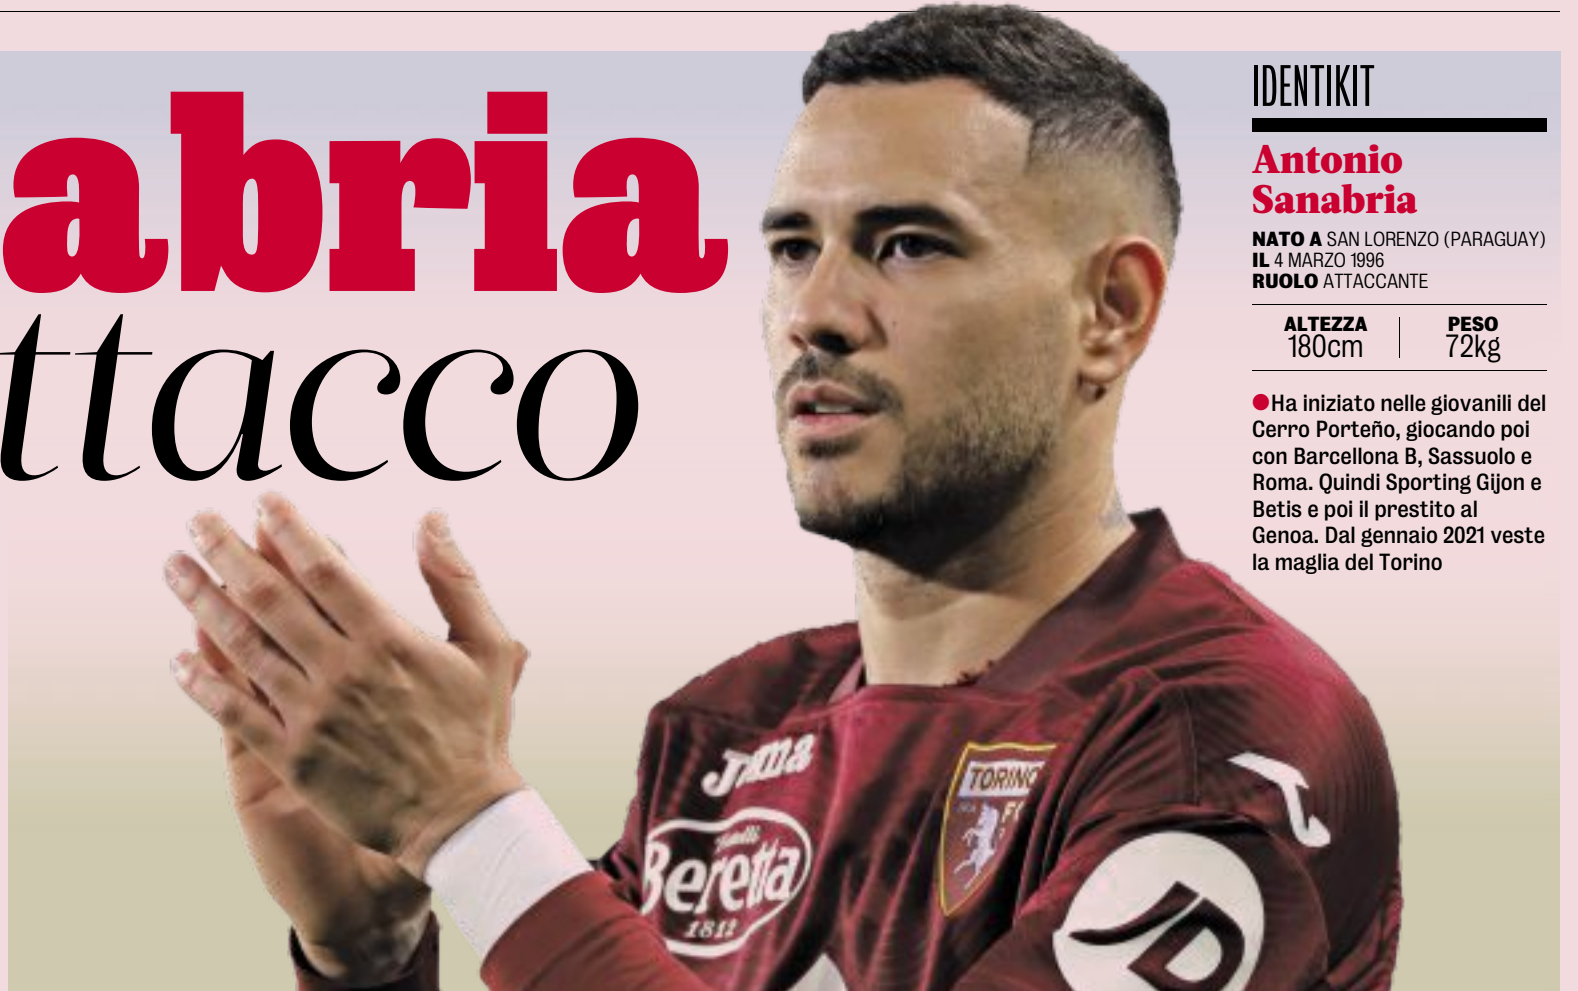 abria
ttacco
IDENTIKIT
Antonio
Sanabria
NATO A SAN LORENZO (PARAGUAY)
IL 4 MARZO 1996
RUOLO ATTACCANTE
ALTEZZA
180cm
PESO
72kg
●Ha iniziato nelle giovanili del
Cerro Porteño, giocando poi
con Barcellona B, Sassuolo e
Roma. Quindi Sporting Gijon e
Betis e poi il prestito al
Genoa. Dal gennaio 2021 veste
la maglia del Torino
Joma
TORINO
Fratelli
Beretta
1812
JD